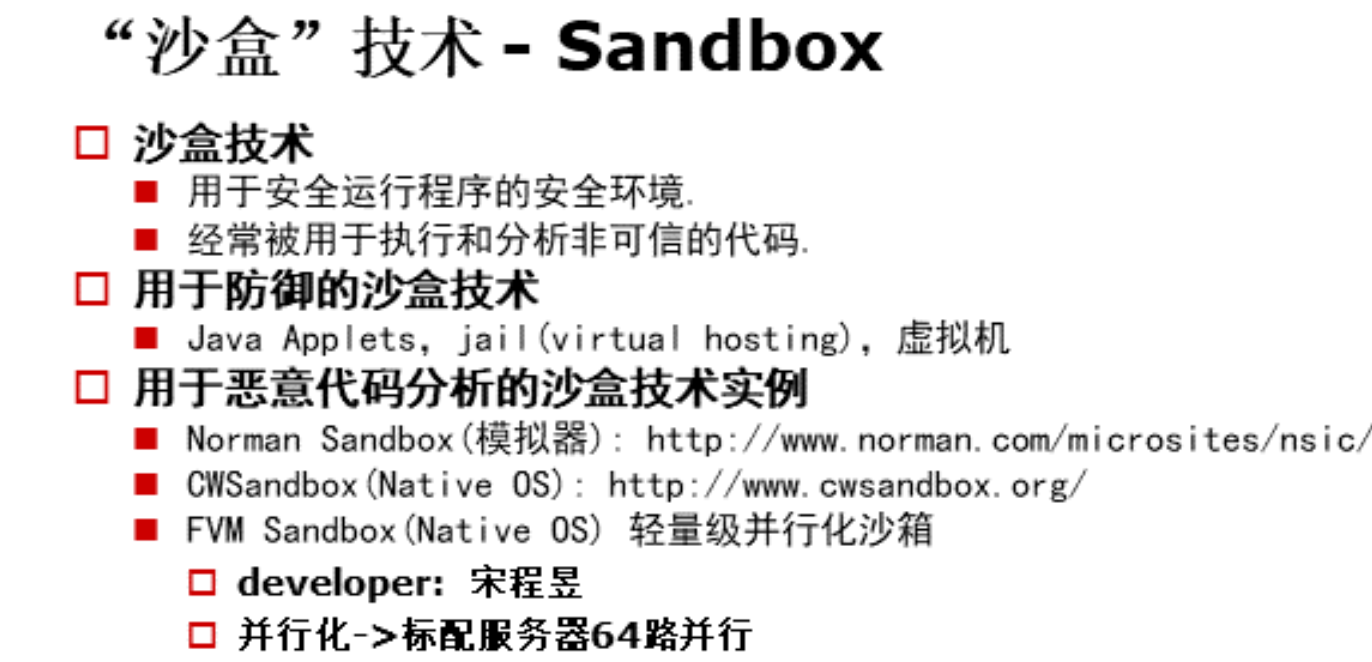 “沙盒”技术 - Sandbox
沙盒技术
用于安全运行程序的安全环境.
经常被用于执行和分析非可信的代码.
用于防御的沙盒技术
Java Applets, jail(virtual hosting), 虚拟机
用于恶意代码分析的沙盒技术实例
Norman Sandbox(模拟器): http://www.norman.com/microsites/nsic/
CWSandbox(Native OS): http://www.cwsandbox.org/
FVM Sandbox(Native OS) 轻量级并行化沙箱
developer: 宋程昱
并行化->标配服务器64路并行